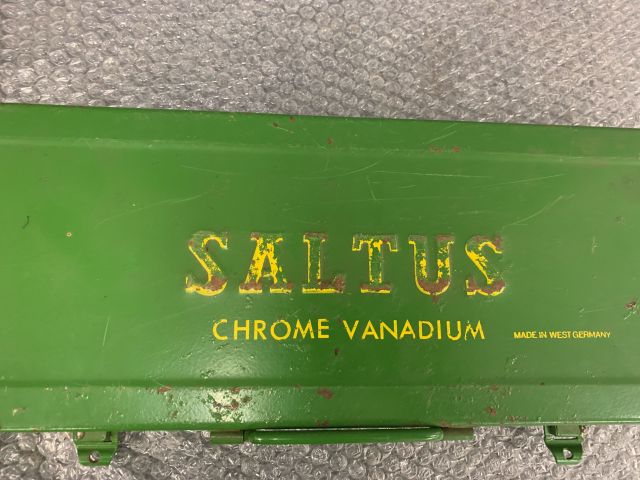 SALTUS
CHROME VANADIUM
MADE IN WEST GERMANY